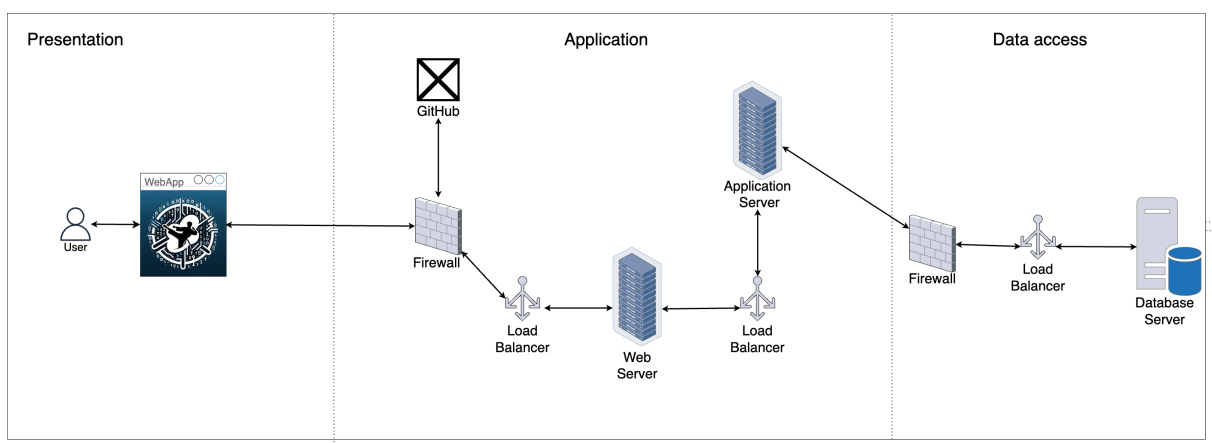 Presentation
Application
Data access
GitHub
WebApp
User
Firewall
Load
Balancer
Web
Server
Load
Balancer
Application
Server
Firewall
Load
Balancer
Database
Server